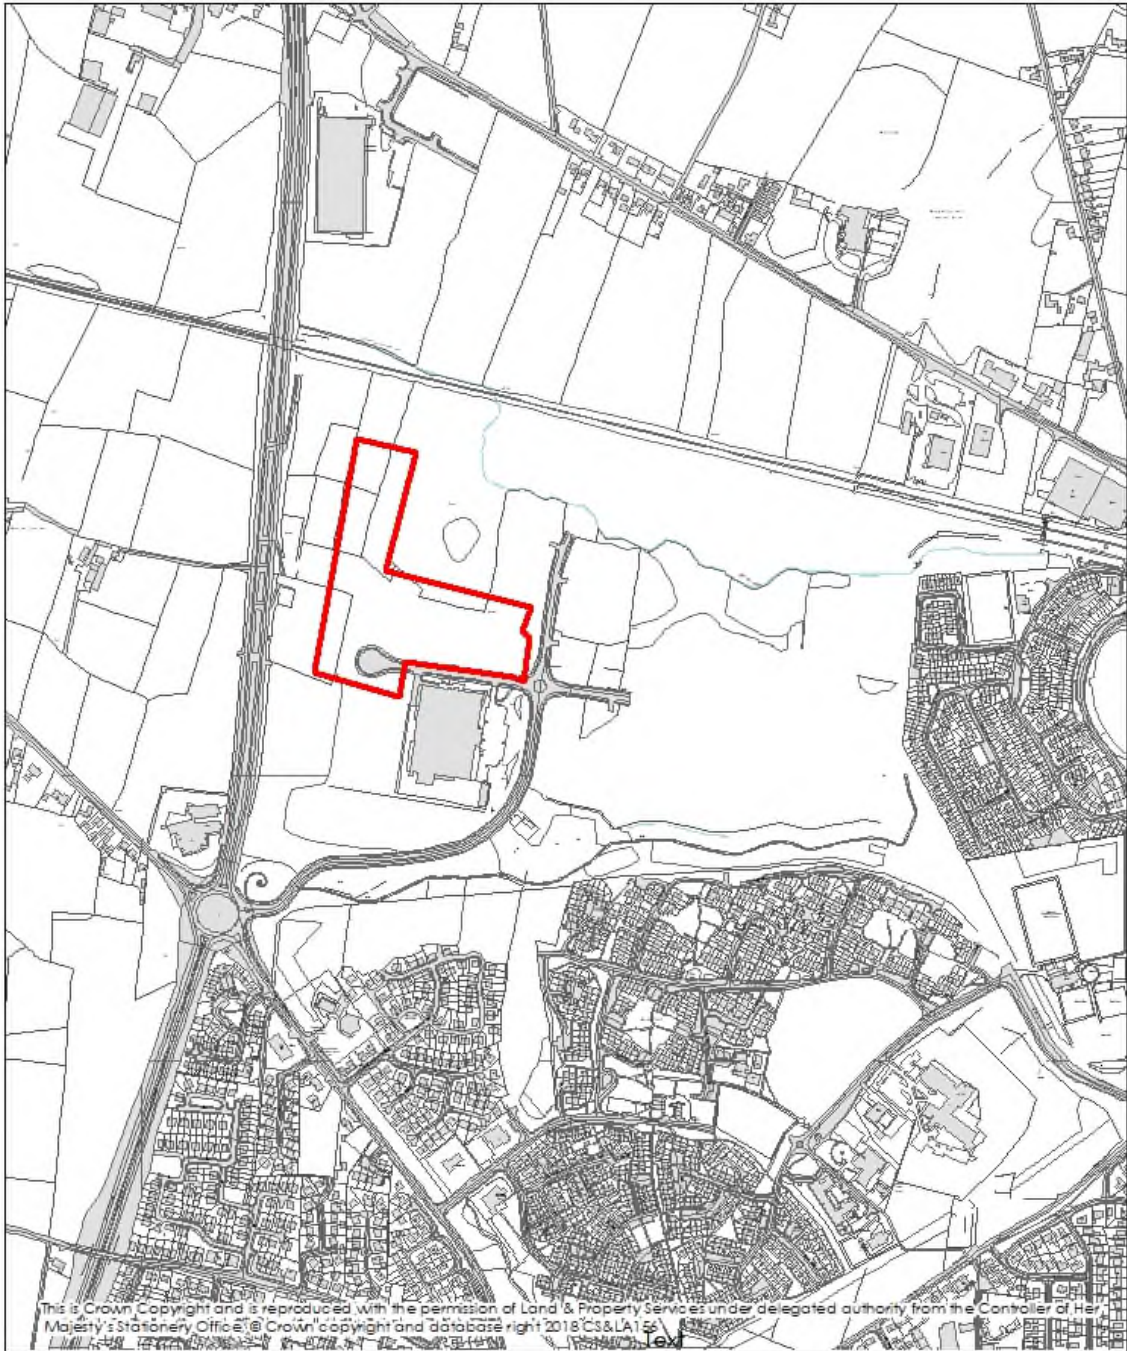 This is Crown Copyright and is reproduced with the permission of Land & Property Services under delegated authority from the Controller of Her
Majesty's Stationery Office, © Crown copyright and database right 2018 CS&LA156
Text